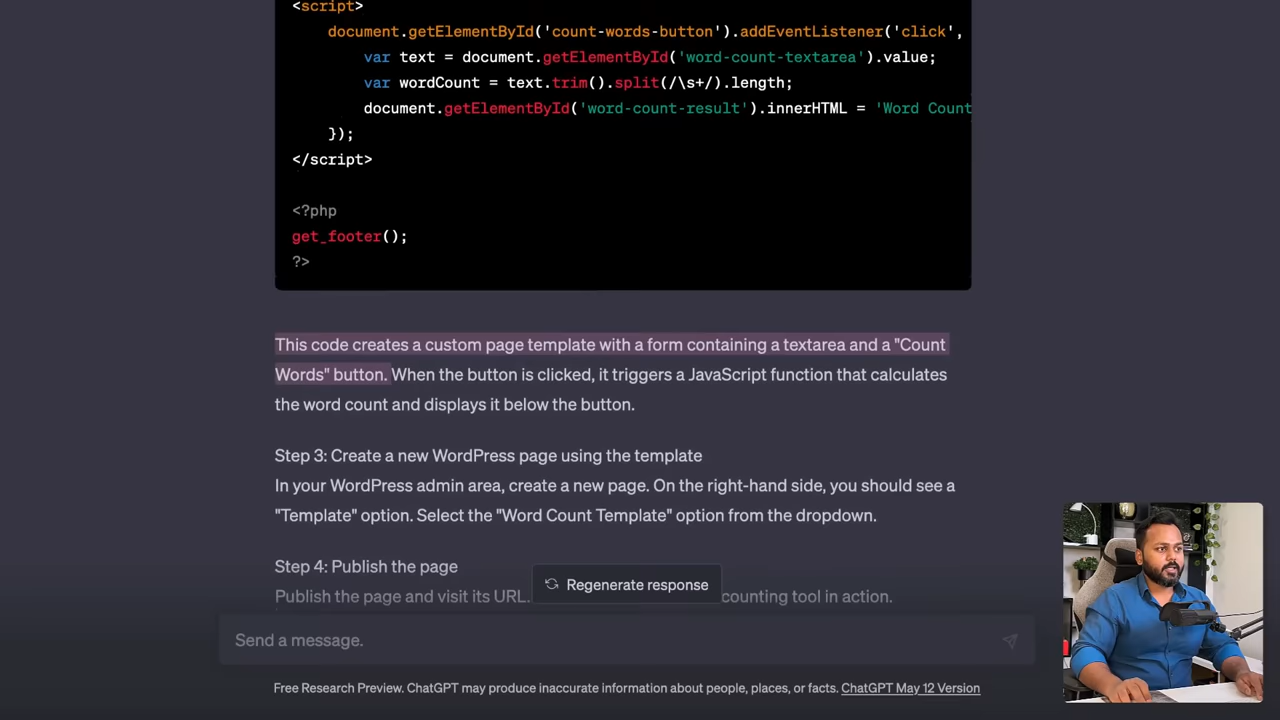 <script>
document.getElementById('count-words-button').addEventListener('click',
var text = document.getElementById('word-count-textarea').value;
var wordCount = text.trim().split(/\s+/).length;
document.getElementById('word-count-result').innerHTML = 'Word Count
});
</script>
<?php
get_footer();
?>
This code creates a custom page template with a form containing a textarea and a "Count
Words" button. When the button is clicked, it triggers a JavaScript function that calculates
the word count and displays it below the button.
Step 3: Create a new WordPress page using the template
In your WordPress admin area, create a new page. On the right-hand side, you should see a
"Template" option. Select the "Word Count Template" option from the dropdown.
Step 4: Publish the page
Regenerate response
Publish the page and visit its URL. counting tool in action.
Send a message.
Free Research Preview. ChatGPT may produce inaccurate information about people, places, or facts. ChatGPT May 12 Version